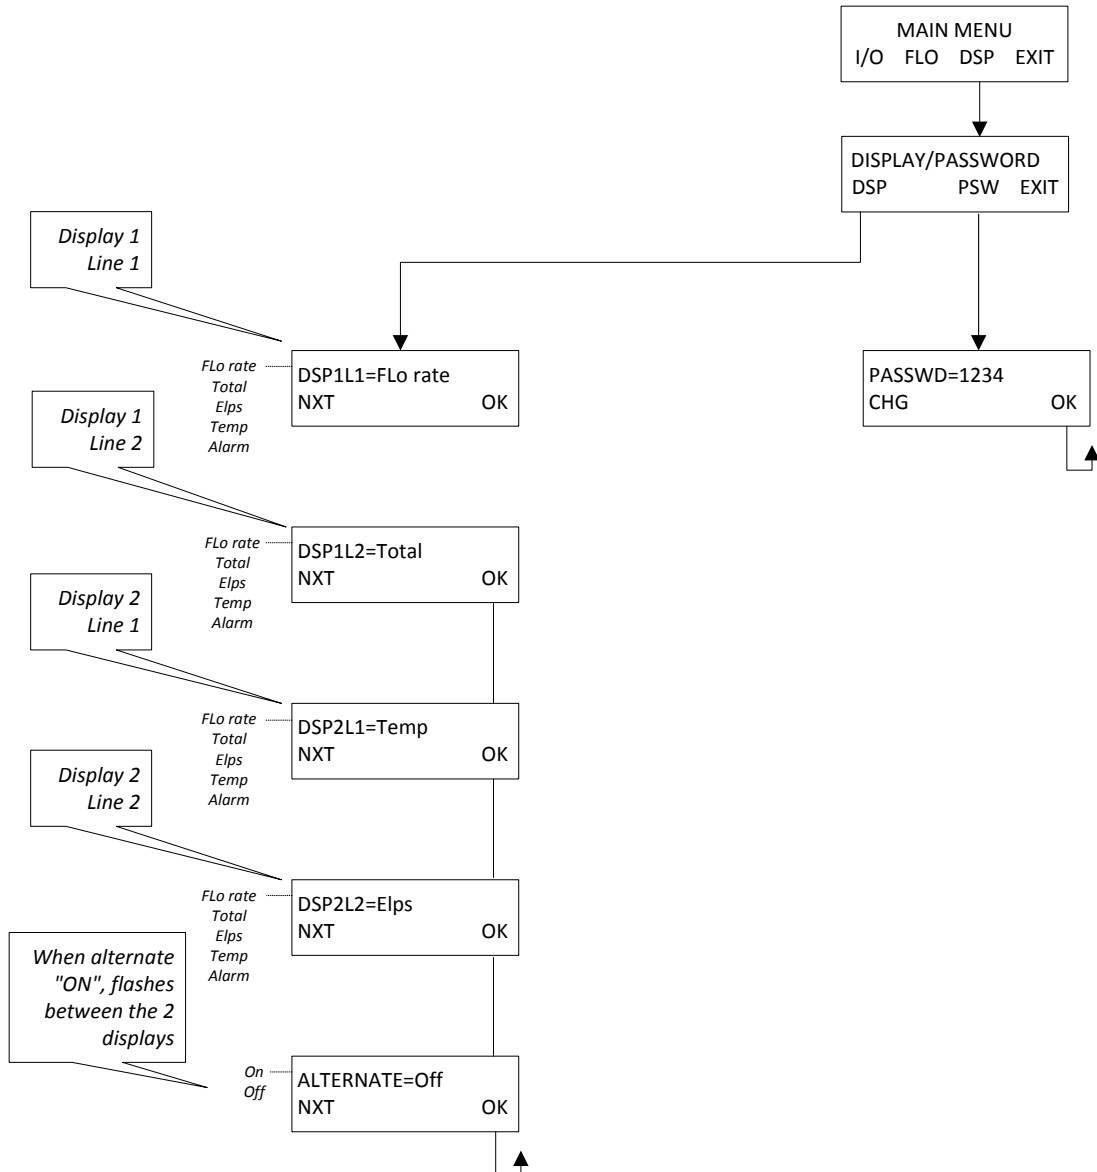 MAIN MENU
I/O FLO DSP EXIT
DISPLAY/PASSWORD
DSP PSW EXIT
Display 1
Line 1
FLo rate
Total
Elps
Temp
Alarm
DSP1L1=FLo rate
NXT OK
PASSWD=1234
CHG OK
Display 1
Line 2
FLo rate
Total
Elps
Temp
Alarm
DSP1L2=Total
NXT OK
Display 2
Line 1
FLo rate
Total
Elps
Temp
Alarm
DSP2L1=Temp
NXT OK
Display 2
Line 2
FLo rate
Total
Elps
Temp
Alarm
DSP2L2=Elps
NXT OK
When alternate
"ON", flashes
between the 2
displays
On
Off
ALTERNATE=Off
NXT OK